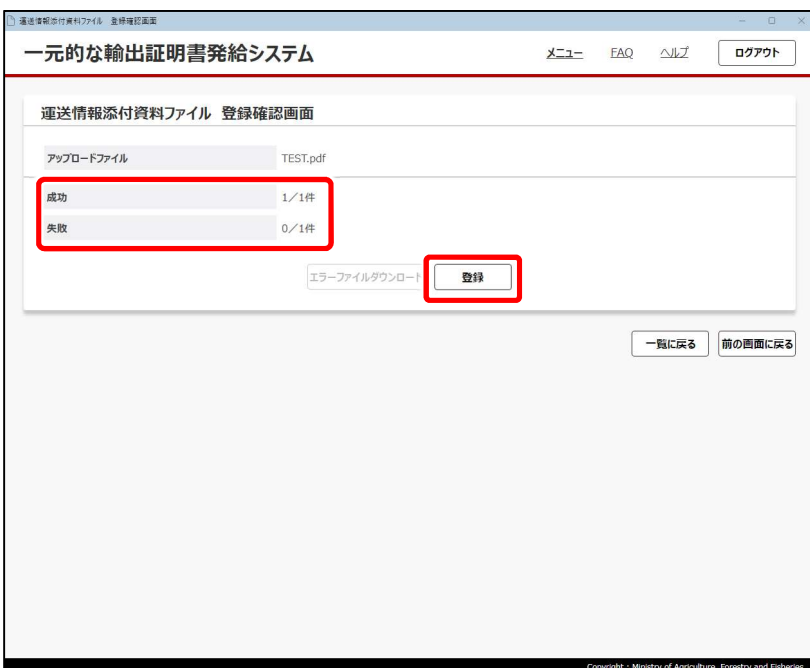 運送情報添付資料ファイル 登録確認画面
一元的な輸出証明書発給システム
メニュー FAQ ヘルプ ログアウト
運送情報添付資料ファイル 登録確認画面
アップロードファイル TEST.pdf
成功 1/1件
失敗 0/1件
エラーファイルダウンロード 登録
一覧に戻る 前の画面に戻る
Copyright : Ministry of Agriculture, Forestry and Fisheries